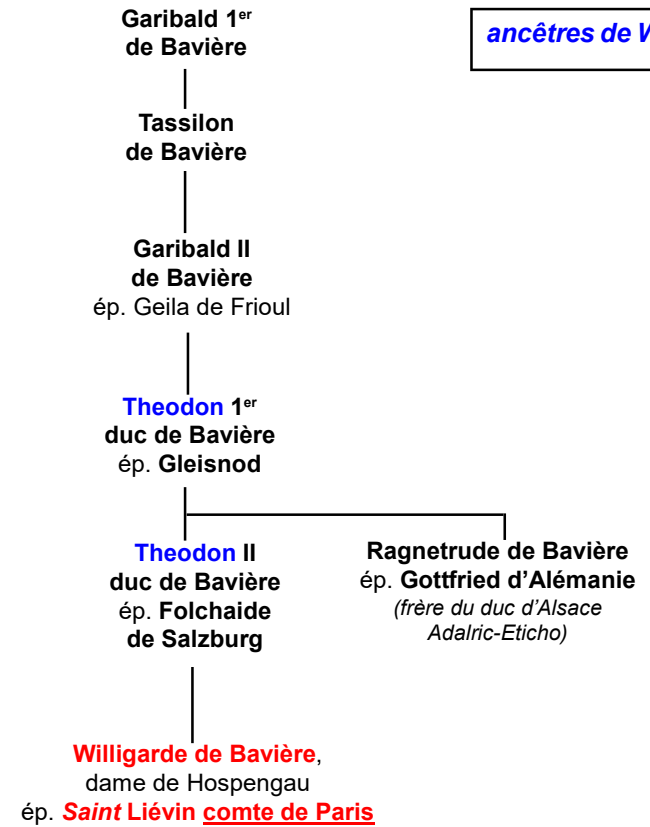 Garibald 1er
de Bavière
ancêtres de
Tassilon
de Bavière
Garibald II
de Bavière
ép. Geila de Frioul
Theodon 1er
duc de Bavière
ép. Gleisnod
Theodon II
duc de Bavière
ép. Folchaide
de Salzburg
Ragnetrude de Bavière
ép. Gottfried d’Alémanie
(frère du duc d’Alsace
Adalric-Eticho)
Willigarde de Bavière,
dame de Hospengau
ép. Saint Liévin comte de Paris